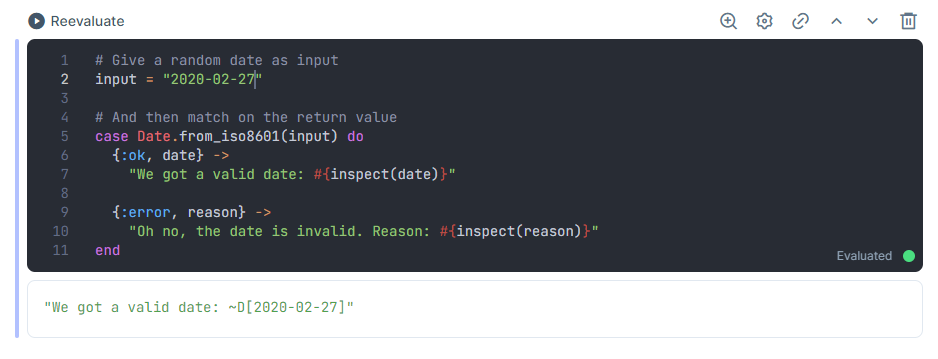 Reevaluate
1 # Give a random date as input
2 input = "2020-02-27"
3
4 # And then match on the return value
5 case Date.from_iso8601(input) do
6   {:ok, date} ->
7     "We got a valid date: #{inspect(date)}"
8
9   {:error, reason} ->
10     "Oh no, the date is invalid. Reason: #{inspect(reason)}"
11 end
Evaluated
"We got a valid date: ~D[2020-02-27]"